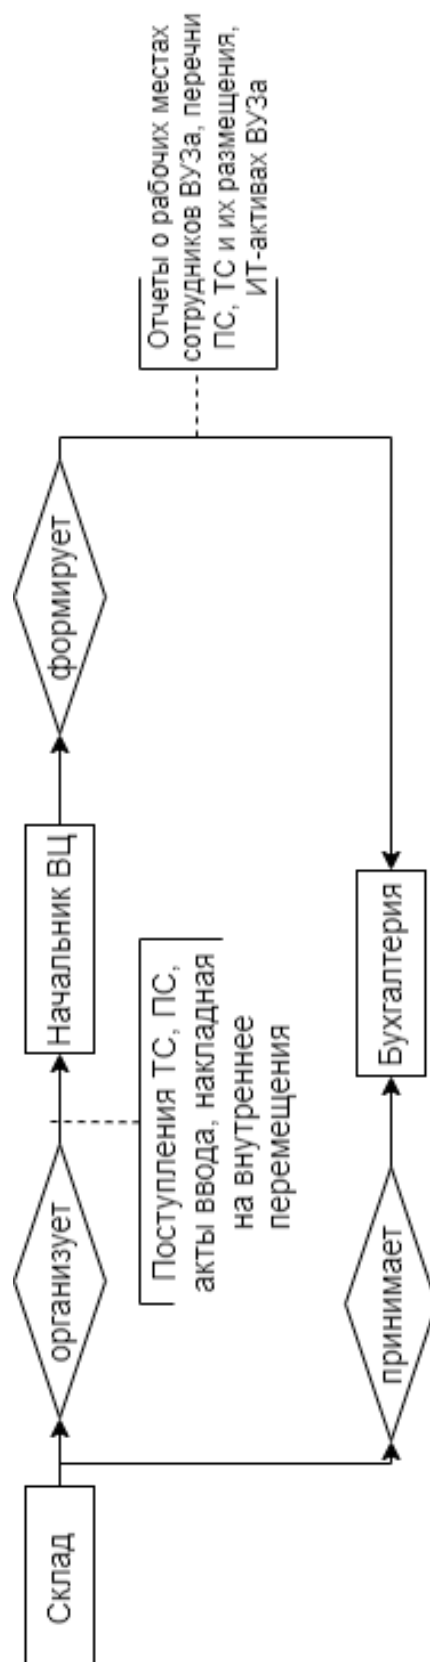 Склад
организует
Начальник ВЦ
формирует
Поступления ТС, ПС,
акты ввода, накладная
на внутреннее
перемещения
Отчеты о рабочих местах
сотрудников ВУЗа, перечни
ПС, ТС и их размещения,
ИТ-активах ВУЗа
принимает
Бухгалтерия